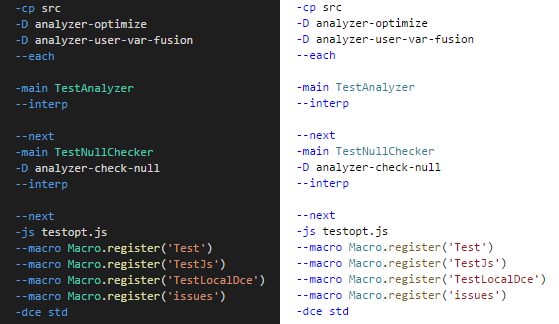 -cp src
-D analyzer-optimize
-D analyzer-user-var-fusion
--each
-main TestAnalyzer
--interp
--next
-main TestNullChecker
-D analyzer-check-null
--interp
--next
-js testopt.js
--macro Macro.register('Test')
--macro Macro.register('TestJs')
--macro Macro.register('TestLocalDce')
--macro Macro.register('issues')
-dce std
-cp src
-D analyzer-optimize
-D analyzer-user-var-fusion
--each
-main TestAnalyzer
--interp
--next
-main TestNullChecker
-D analyzer-check-null
--interp
--next
-js testopt.js
--macro Macro.register('Test')
--macro Macro.register('TestJs')
--macro Macro.register('TestLocalDce')
--macro Macro.register('issues')
-dce std